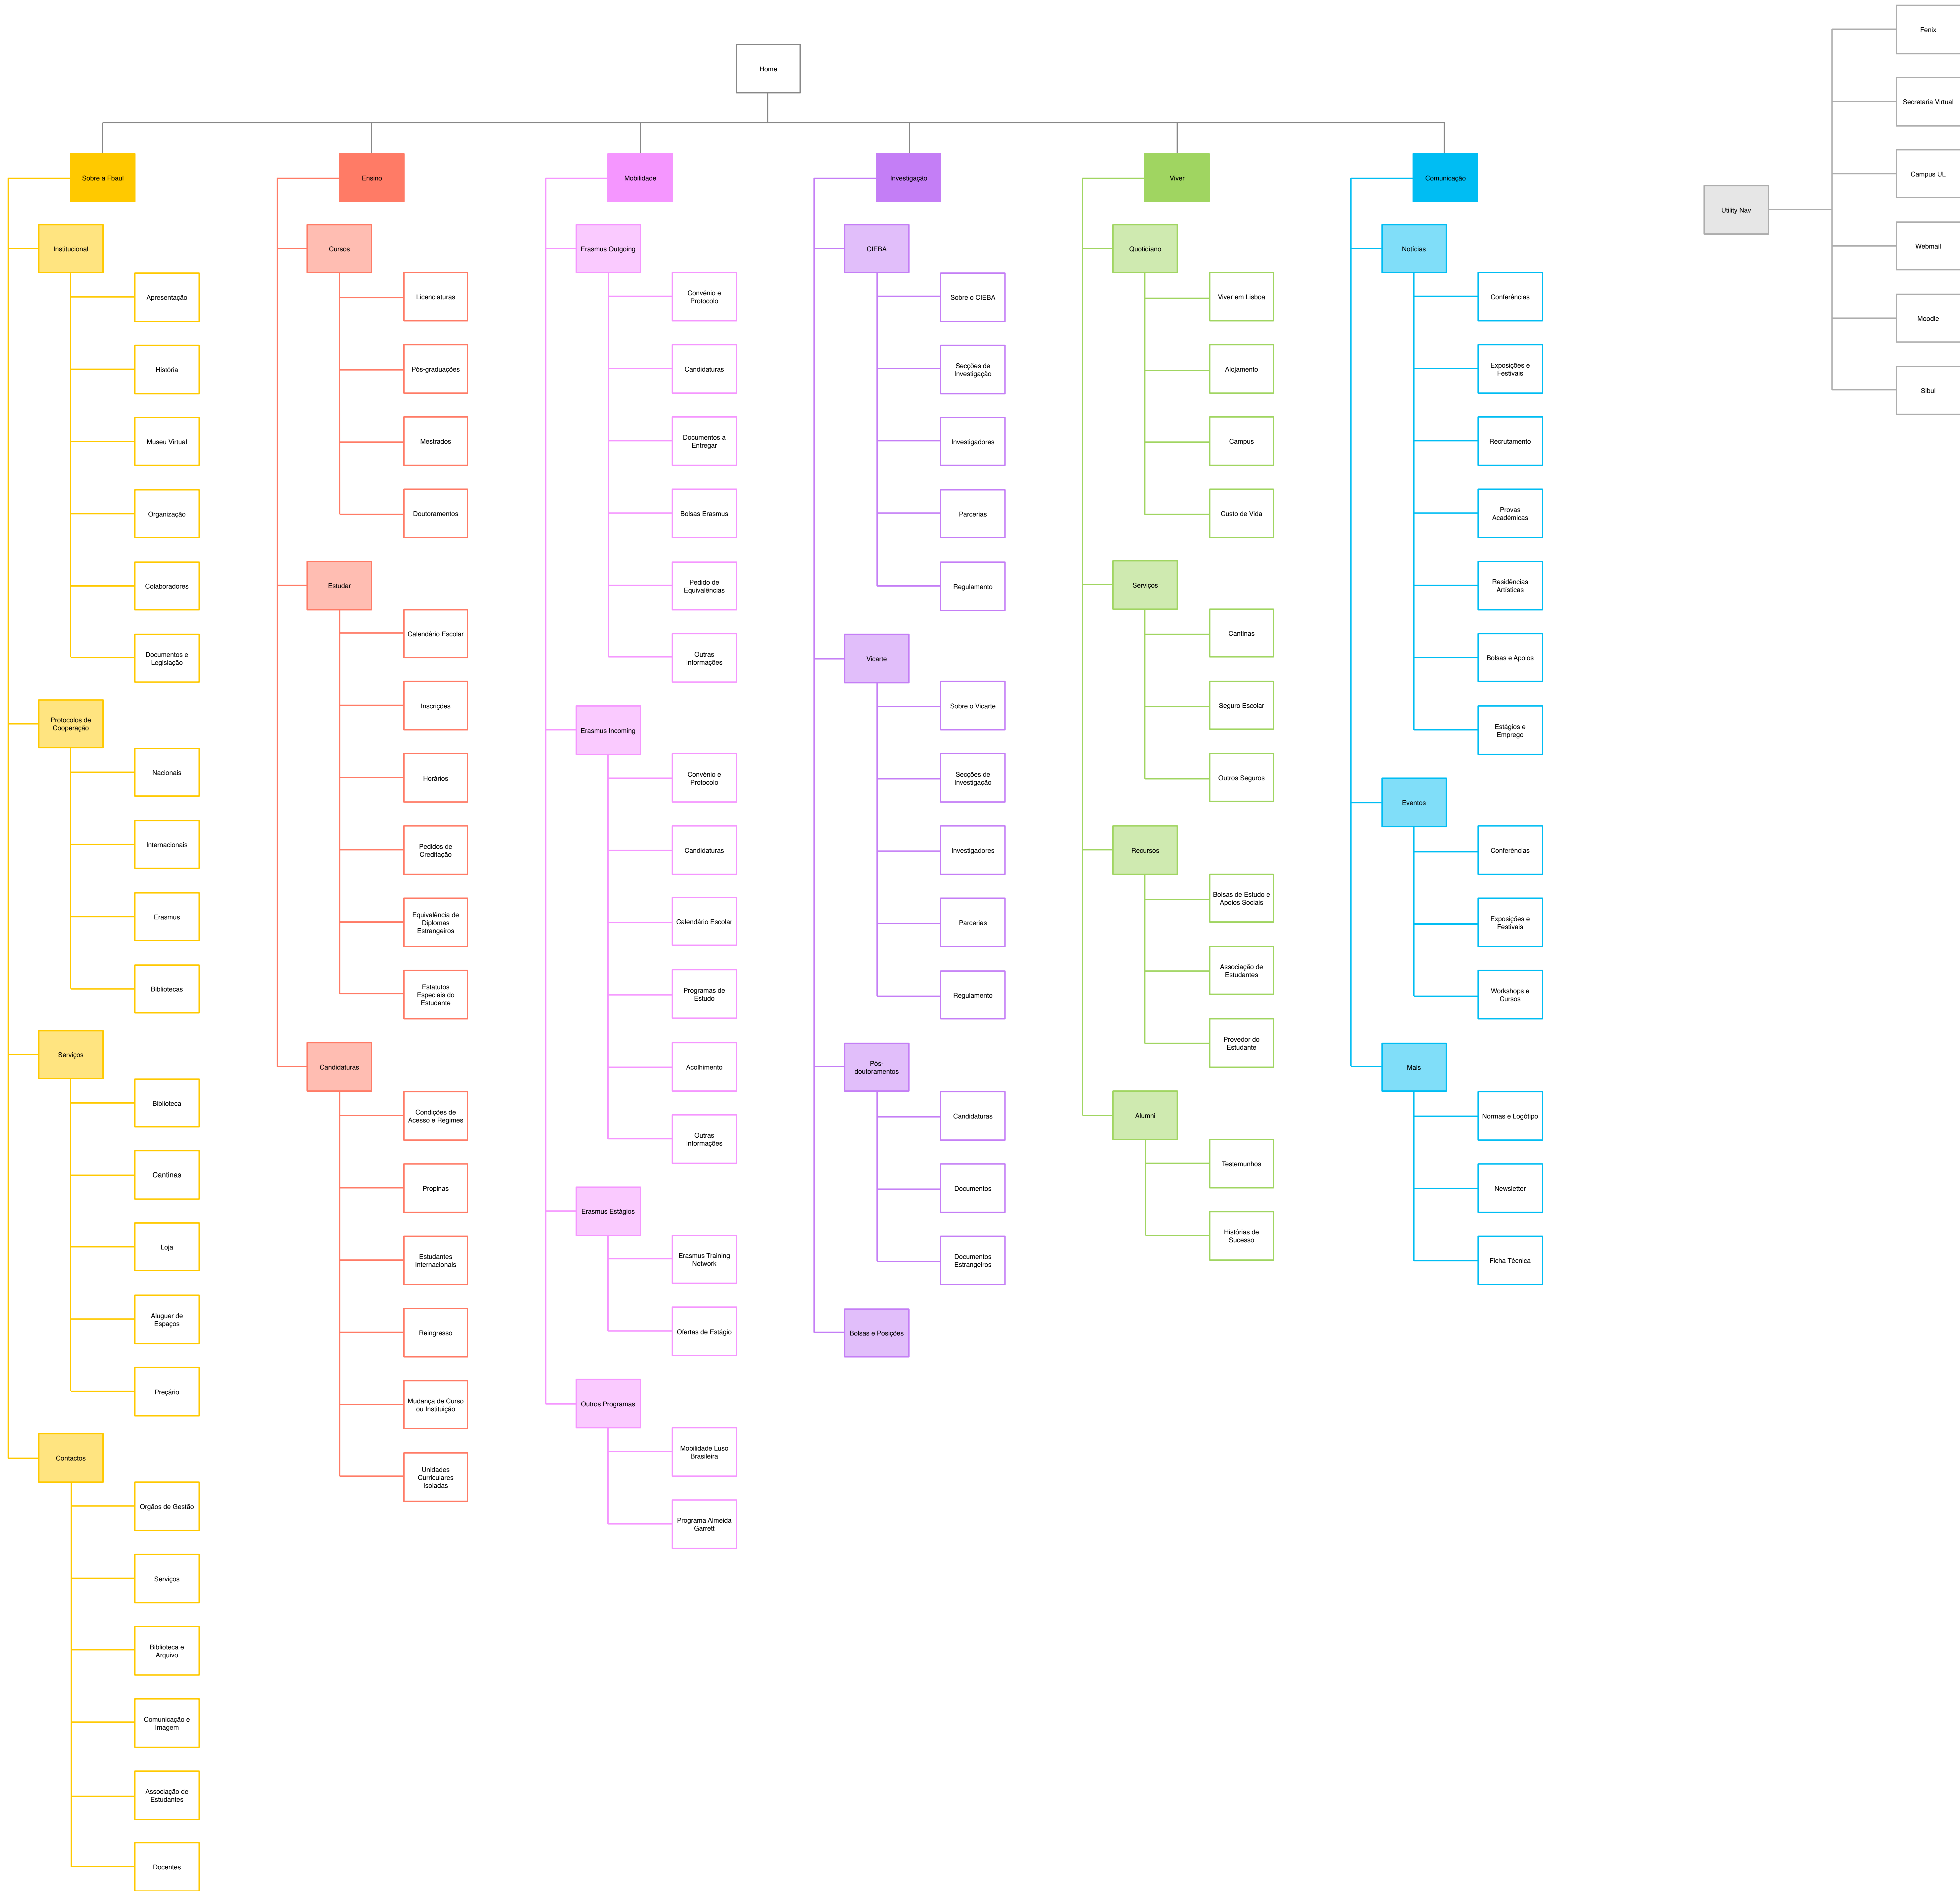 Home
Sobre a Fbaul
Institucional
Apresentação
História
Museu Virtual
Organização
Colaboradores
Documentos e
Legislação
Protocolos de
Cooperação
Nacionais
Internacionais
Erasmus
Bibliotecas
Serviços
Biblioteca
Cantinas
Loja
Aluguer de
Espaços
Preçário
Contactos
Orgãos de Gestão
Serviços
Biblioteca e
Arquivo
Comunicação e
Imagem
Associação de
Estudantes
Docentes
Ensino
Cursos
Licenciaturas
Pós-graduações
Mestrados
Doutoramentos
Estudar
Calendário Escolar
Inscrições
Horários
Pedidos de
Creditação
Equivalência de
Diplomas
Estrangeiros
Estatutos
Especiais do
Estudante
Candidaturas
Condições de
Acesso e Regimes
Propinas
Estudantes
Internacionais
Reingresso
Mudança de Curso
ou Instituição
Unidades
Curriculares
Isoladas
Mobilidade
Erasmus Outgoing
Convénio e
Protocolo
Candidaturas
Documentos a
Entregar
Bolsas Erasmus
Pedido de
Equivalências
Outras
Informações
Erasmus Incoming
Convénio e
Protocolo
Candidaturas
Calendário Escolar
Programas de
Estudo
Acolhimento
Outras
Informações
Erasmus Estágios
Erasmus Training
Network
Ofertas de Estágio
Outros Programas
Mobilidade Luso
Brasileira
Programa Almeida
Garrett
Investigação
CIEBA
Sobre o CIEBA
Secções de
Investigação
Investigadores
Parcerias
Regulamento
Vicarte
Sobre o Vicarte
Secções de
Investigação
Investigadores
Parcerias
Regulamento
Pós-
doutoramentos
Candidaturas
Documentos
Documentos
Estrangeiros
Bolsas e Posições
Viver
Quotidiano
Viver em Lisboa
Alojamento
Campus
Custo de Vida
Serviços
Cantinas
Seguro Escolar
Outros Seguros
Recursos
Bolsas de Estudo e
Apoios Sociais
Associação de
Estudantes
Provedor do
Estudante
Alumni
Testemunhos
Histórias de
Sucesso
Comunicação
Notícias
Conferências
Exposições e
Festivais
Recrutamento
Provas
Académicas
Residências
Artísticas
Bolsas e Apoios
Estágios e
Emprego
Eventos
Conferências
Exposições e
Festivais
Workshops e
Cursos
Mais
Normas e Logótipo
Newsletter
Ficha Técnica
Utility Nav
Fenix
Secretaria Virtual
Campus UL
Webmail
Moodle
Sibul